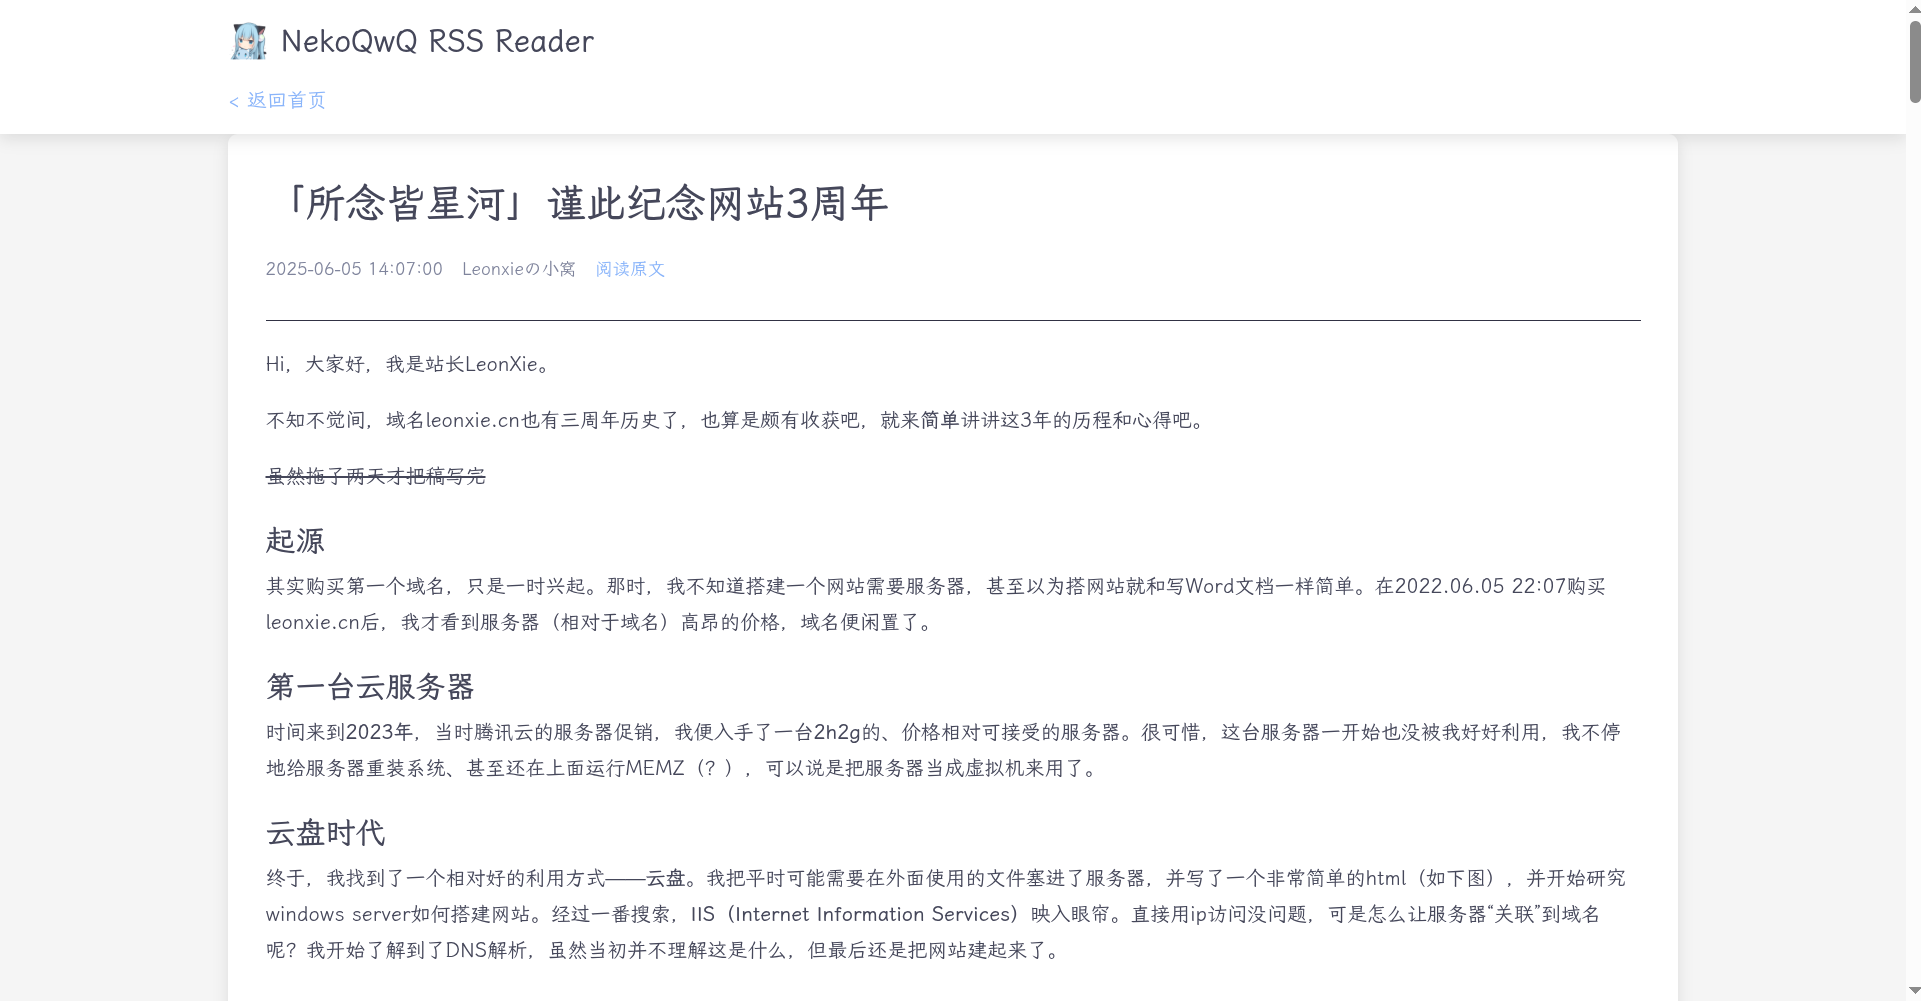 NekoQwQ RSS Reader
< 返回首页
「所念皆星河」谨此纪念网站3周年
2025-06-05 14:07:00 Leonxieの小窝 阅读原文
Hi，大家好，我是站长LeonXie。
不知不觉间，域名leonxie.cn也有三周年历史了，也算是颇有收获吧，就来简单讲讲这3年的历程和心得吧。
虽然拖了两天才把稿写完
起源
其实购买第一个域名，只是一时兴起。那时，我不知道搭建一个网站需要服务器，甚至以为搭网站就和写Word文档一样简单。在2022.06.05 22:07购买
leonxie.cn后，我才看到服务器（相对于域名）高昂的价格，域名便闲置了。
第一台云服务器
时间来到2023年，当时腾讯云的服务器促销，我便入手了一台2h2g的、价格相对可接受的服务器。很可惜，这台服务器一开始也没被我好好利用，我不停
地给服务器重装系统、甚至还在上面运行MEMZ（？），可以说是把服务器当成虚拟机来用了。
云盘时代
终于，我找到了一个相对好的利用方式——云盘。我把平时可能需要在外面使用的文件塞进了服务器，并写了一个非常简单的html（如下图），并开始研究
windows server如何搭建网站。经过一番搜索，IIS（Internet Information Services）映入眼帘。直接用ip访问没问题，可是怎么让服务器“关联”到域名
呢？我开始了解到了DNS解析，虽然当初并不理解这是什么，但最后还是把网站建起来了。